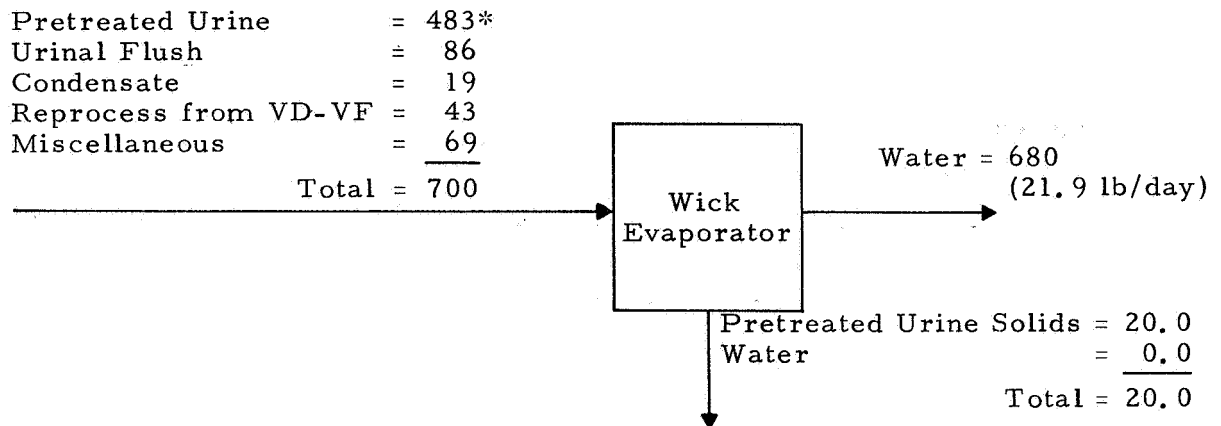 Pretreated Urine = 483*
Urinal Flush = 86
Condensate = 19
Reprocess from VD-VF = 43
Miscellaneous = 69
Total = 700
Wick
Evaporator
Water = 680
(21.9 lb/day)
Pretreated Urine Solids = 20.0
Water = 0.0
Total = 20.0